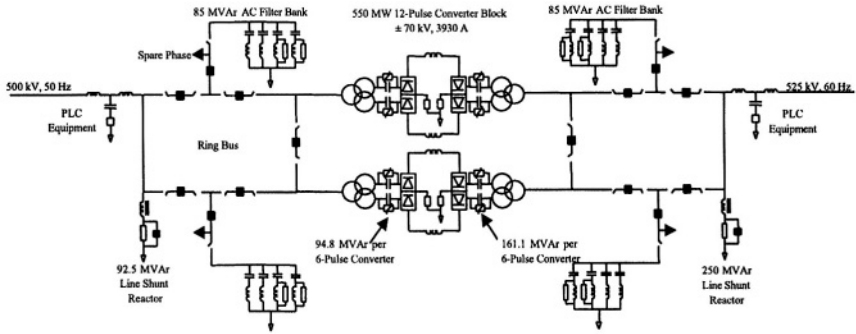 85 MVAr AC Filter Bank
550 MW 12-Pulse Converter Block
± 70 kV, 3930 A
85 MVAr AC Filter Bank
Spare Phase
500 kV, 50 Hz
525 kV, 60 Hz
PLC
Equipment
PLC
Equipment
Ring Bus
94.8 MVAr per
6-Pulse Converter
161.1 MVAr per
6-Pulse Converter
92.5 MVAr
Line Shunt
Reactor
250 MVAr
Line Shunt
Reactor